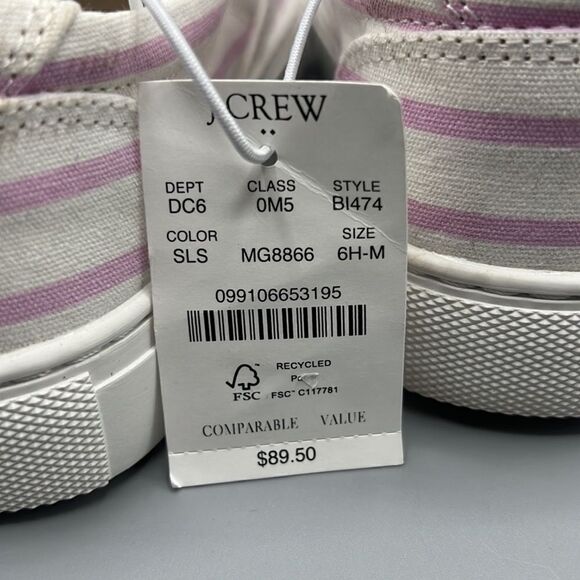 J.CREW
DEPT CLASS STYLE
DC6 0M5 BI474
COLOR SIZE
SLS MG8866 6H-M
099106653195
RECYCLED
FSC FSC™ C117781
COMPARABLE VALUE
$89.50